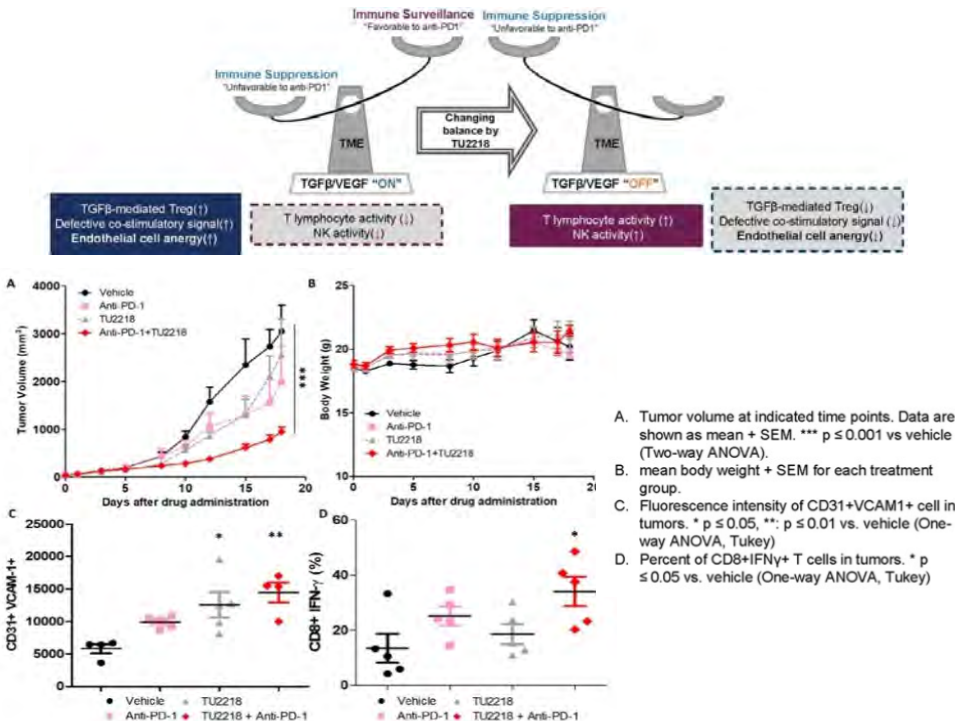 Immune Surveillance
"Favorable to anti-PD1"
Immune Suppression
"Unfavorable to anti-PD1"
Immune Suppression
"Unfavorable to anti-PD1"
Changing
balance by
TU2218
TME
TME
TGFβ/VEGF "ON"
TGFβ/VEGF "OFF"
TGFβ-mediated Treg(↑)
Defective co-stimulatory signal(↑)
Endothelial cell anergy(↑)
T lymphocyte activity (↓)
NK activity(↓)
T lymphocyte activity (↑)
NK activity(↑)
TGFβ-mediated Treg(↓)
Defective co-stimulatory signal (↓)
Endothelial cell anergy(↓)
A
Tumor Volume (mm³)
4000
3000
2000
1000
0
0 5 10 15 20
Days after drug administration
Vehicle
Anti-PD-1
TU2218
Anti-PD-1+TU2218
***
B
Body Weight (g)
25
20
15
10
0 5 10 15 20
Days after drug administration
Vehicle
Anti-PD-1
TU2218
Anti-PD-1+TU2218
A. Tumor volume at indicated time points. Data are
shown as mean + SEM. *** p ≤ 0.001 vs vehicle
(Two-way ANOVA).
B. mean body weight + SEM for each treatment
group.
C. Fluorescence intensity of CD31+VCAM1+ cell in
tumors. * p ≤ 0.05, **: p ≤ 0.01 vs. vehicle (One-
way ANOVA, Tukey)
D. Percent of CD8+IFNγ+ T cells in tumors. * p
≤ 0.05 vs. vehicle (One-way ANOVA, Tukey)
C
CD31+ VCAM-1+
25000
20000
15000
10000
5000
0
*
**
Vehicle
TU2218
Anti-PD-1
TU2218 + Anti-PD-1
D
CD8+ IFN-γ (%)
60
40
20
0
*
Vehicle
TU2218
Anti-PD-1
TU2218 + Anti-PD-1